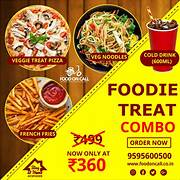 VEGGIE TREAT PIZZA
VEG NOODLES
COLD DRINK
(600ML)
FOOD ON CALL
FRENCH FRIES
FOODIE
TREAT
COMBO
₹499
NOW ONLY AT
₹360
ORDER NOW
9595600500
www.foodoncall.co.in